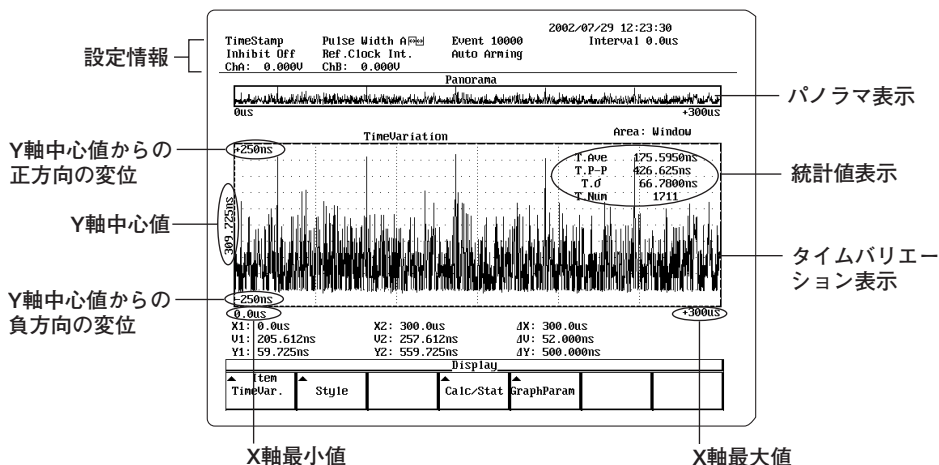 2002/07/29 12:23:30
TimeStamp Pulse Width A Event 10000 Interval 0.0us
Inhibit Off Ref.Clock Int. Auto Arming
ChA: 0.000V ChB: 0.000V
設定情報
Panorama
0us +300us
パノラマ表示
TimeVariation Area: Window
+250ns
Y軸中心値からの
正方向の変位
T.Ave 175.5950ns
T.P-P 426.625ns
T.σ 66.7800ns
T.Num 1711
統計値表示
Y軸中心値
309.725ns
タイムバリエー
ション表示
Y軸中心値からの
負方向の変位
-250ns
0.0us +300us
X1: 0.0us X2: 300.0us ΔX: 300.0us
V1: 205.612ns V2: 257.612ns ΔV: 52.000ns
Y1: 59.725ns Y2: 559.725ns ΔY: 500.000ns
Display
Item
TimeVar. Style Calc/Stat GraphParam
X軸最小値 X軸最大値